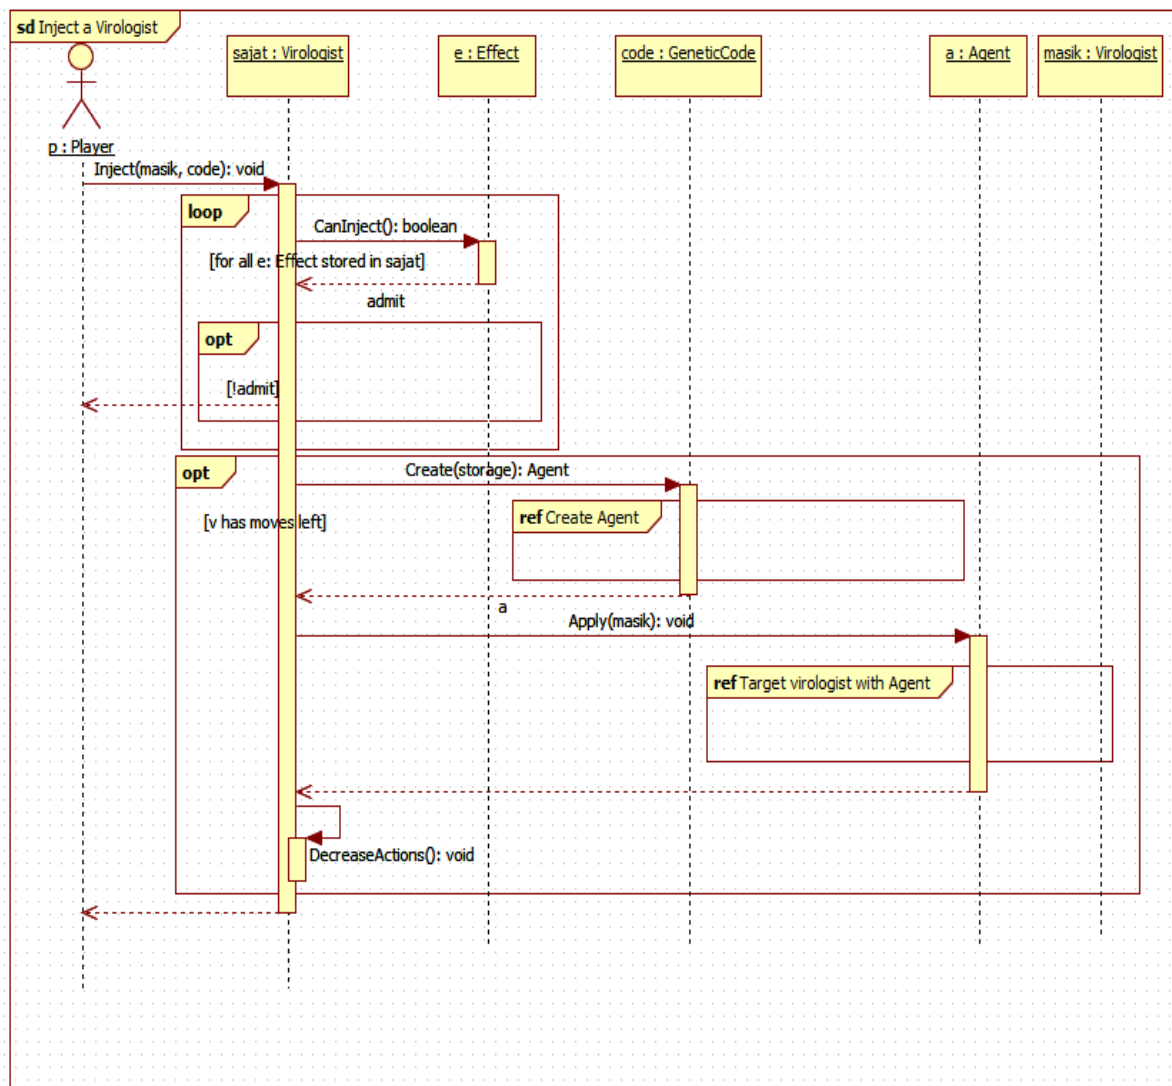 sd Inject a Virologist
sajat : Virologist
e : Effect
code : GeneticCode
a : Agent
masik : Virologist
p : Player
Inject(masik, code): void
loop
CanInject(): boolean
[for all e: Effect stored in sajat]
admit
opt
[!admit]
opt
Create(storage): Agent
[v has moves left]
ref Create Agent
a
Apply(masik): void
ref Target virologist with Agent
DecreaseActions(): void